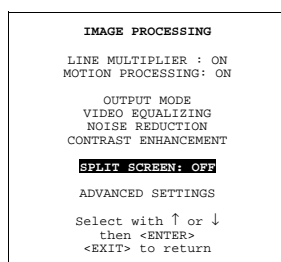 IMAGE PROCESSING
LINE MULTIPLIER : ON
MOTION PROCESSING: ON
OUTPUT MODE
VIDEO EQUALIZING
NOISE REDUCTION
CONTRAST ENHANCEMENT
SPLIT SCREEN: OFF
ADVANCED SETTINGS
Select with ↑ or ↓
then <ENTER>
<EXIT> to return